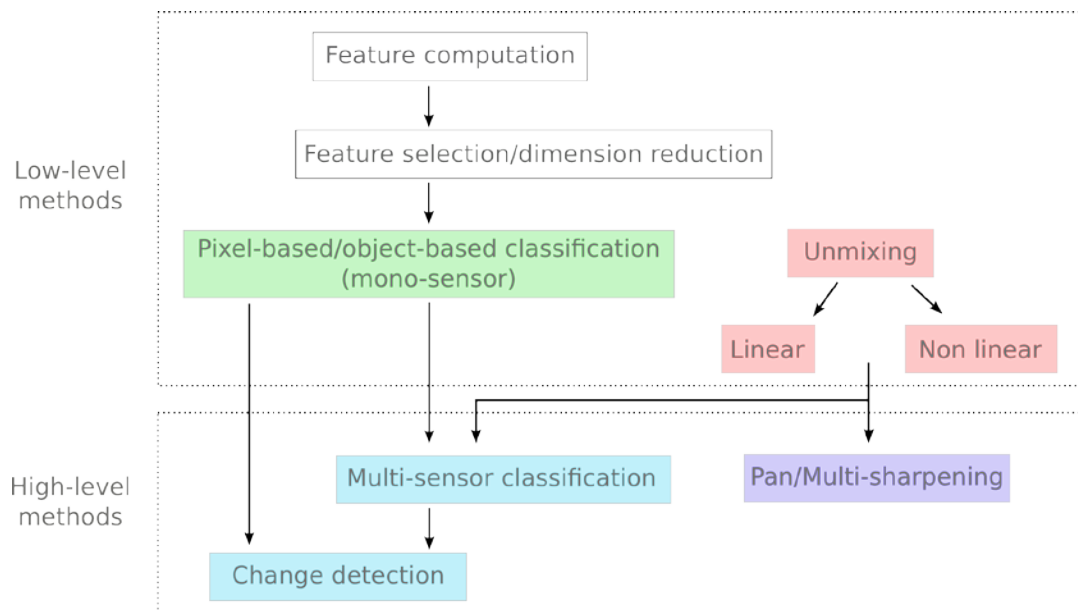 Feature computation
Feature selection/dimension reduction
Low-level
methods
Pixel-based/object-based classification
(mono-sensor)
Unmixing
Linear
Non linear
High-level
methods
Multi-sensor classification
Pan/Multi-sharpening
Change detection